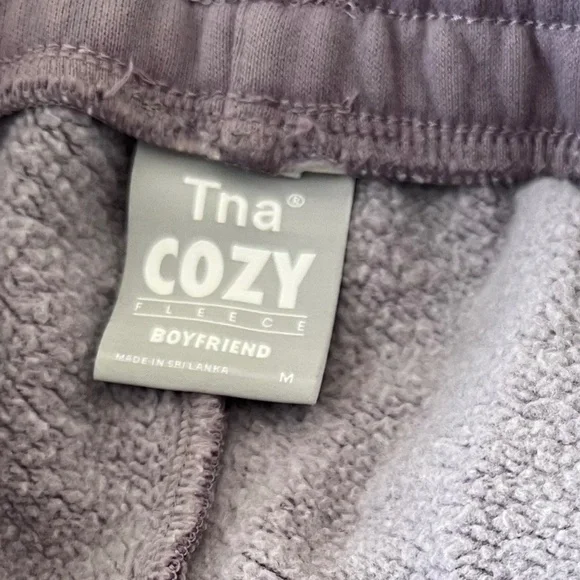 Tna®
COZY
FLEECE
BOYFRIEND
MADE IN SRI LANKA
M